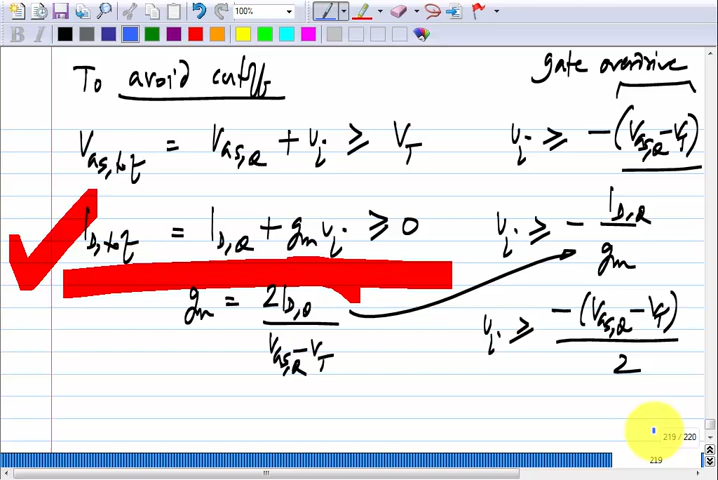 100%
B I U
gate overdrive
To avoid cutoff
V_GS,tot = V_GS,Q + v_i ≥ V_T
v_i ≥ -(V_GS,Q - V_T)
I_D,tot = I_D,Q + g_m v_i ≥ 0
v_i ≥ - I_D,Q / g_m
g_m = 2I_D,Q / V_GS,Q - V_T
v_i ≥ -(V_GS,Q - V_T) / 2
219 / 220
219